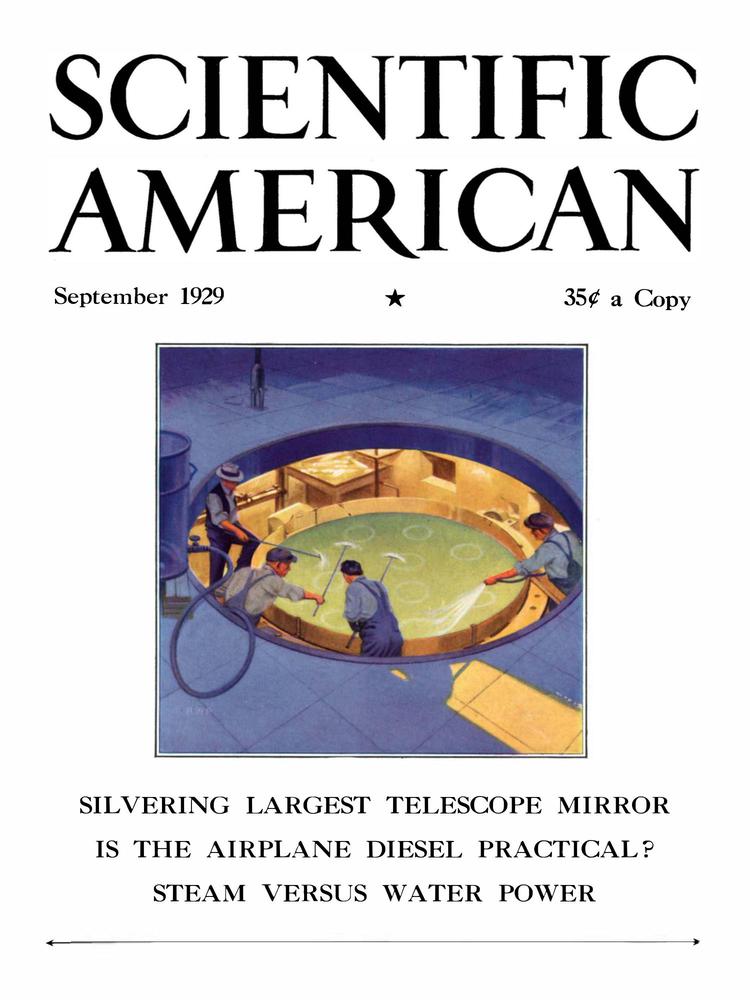 SCIENTIFIC
AMERICAN
September 1929 ★ 35¢ a Copy
SILVERING LARGEST TELESCOPE MIRROR
IS THE AIRPLANE DIESEL PRACTICAL?
STEAM VERSUS WATER POWER